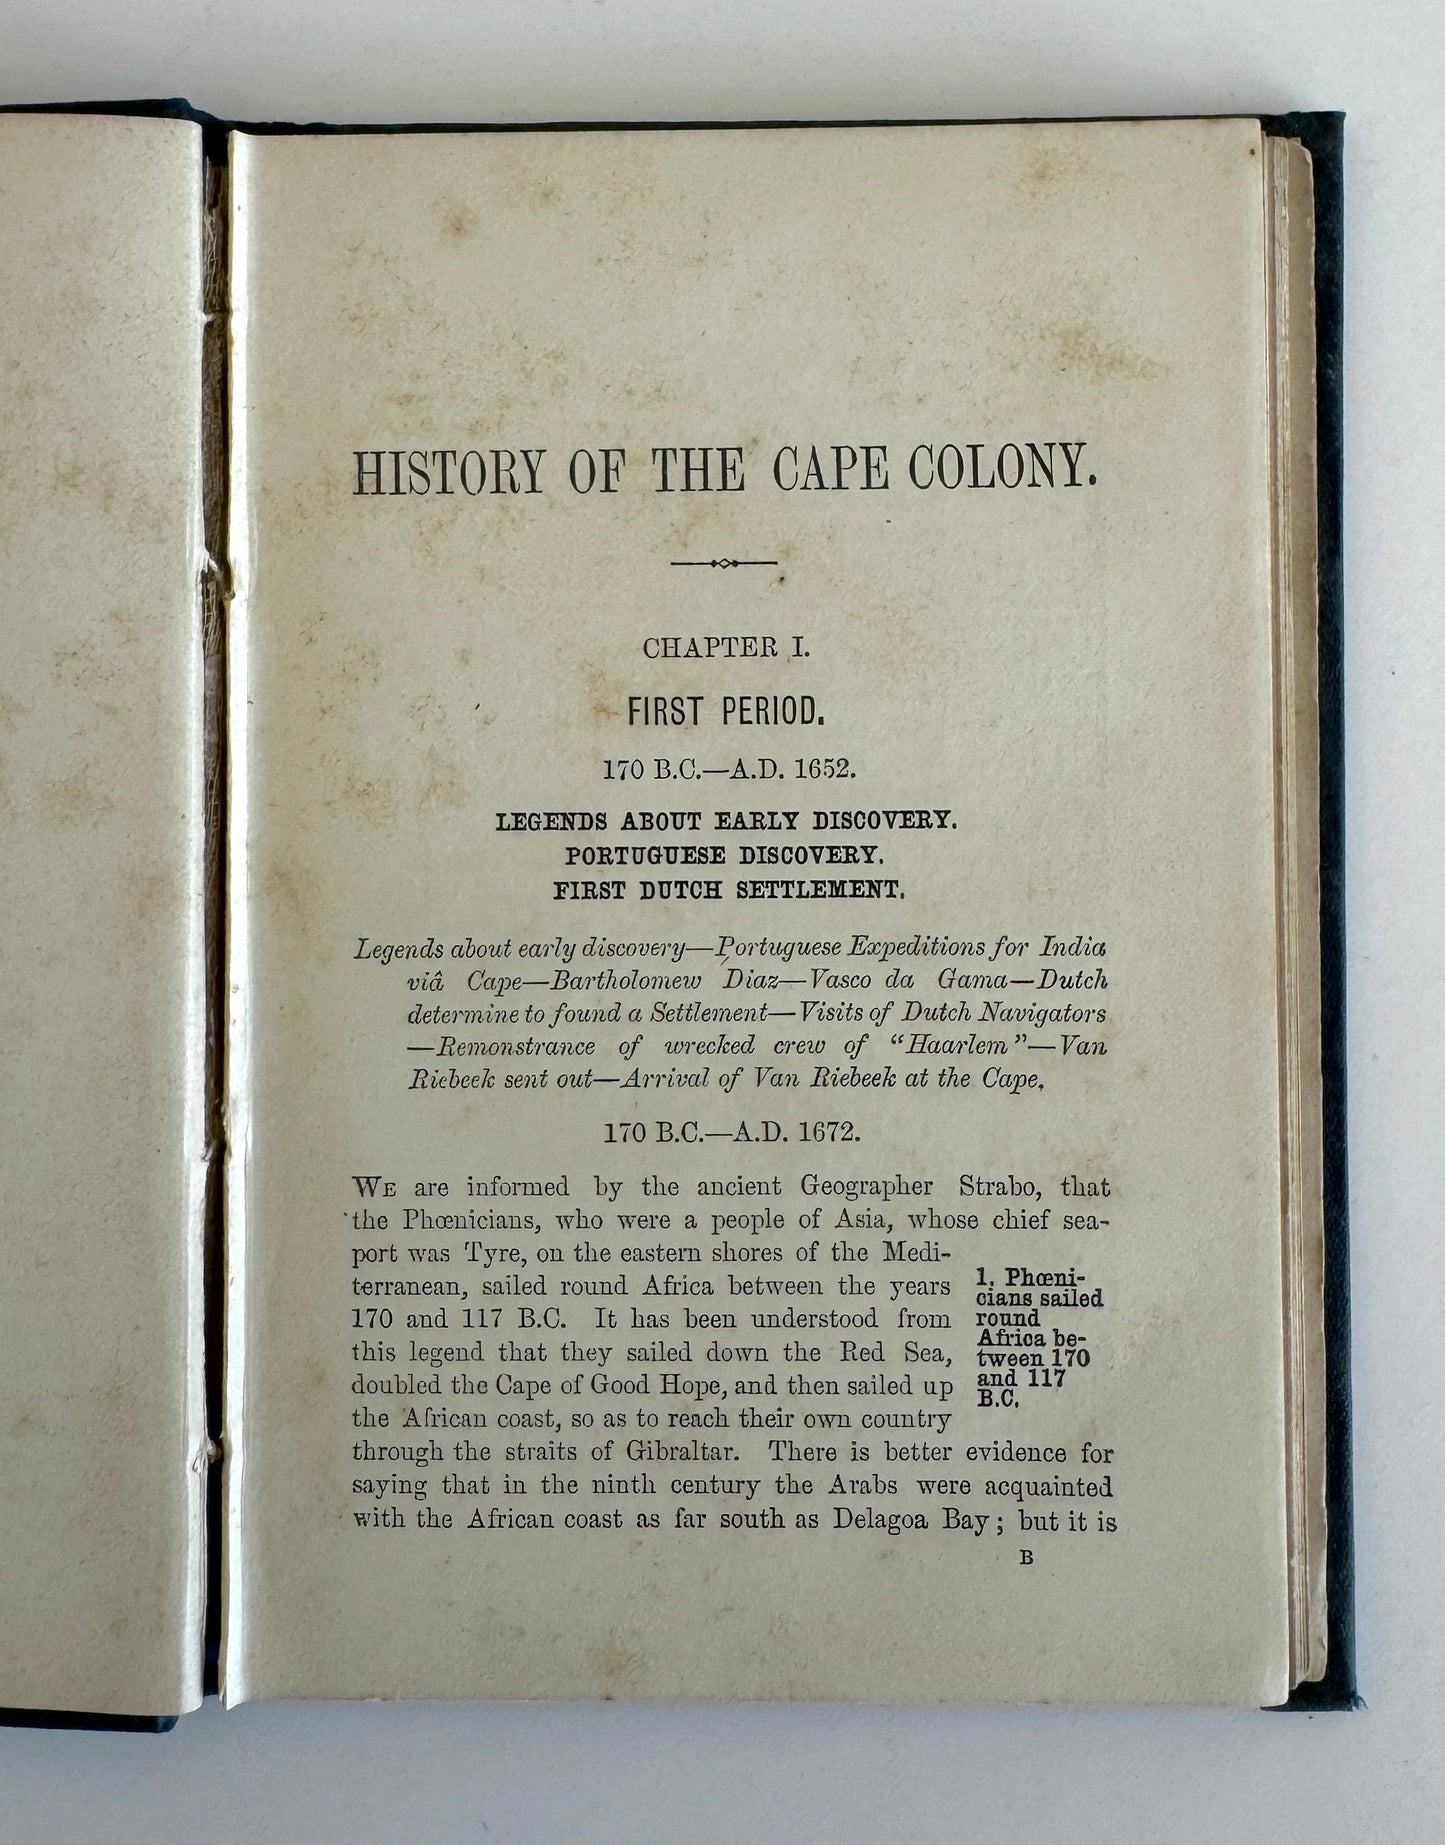 HISTORY OF THE CAPE COLONY.
CHAPTER I.
FIRST PERIOD.
170 B.C.—A.D. 1652.
LEGENDS ABOUT EARLY DISCOVERY.
PORTUGUESE DISCOVERY.
FIRST DUTCH SETTLEMENT.
Legends about early discovery—Portuguese Expeditions for India
viâ Cape—Bartholomew Diaz—Vasco da Gama—Dutch
determine to found a Settlement—Visits of Dutch Navigators
—Remonstrance of wrecked crew of "Haarlem"—Van
Riebeek sent out—Arrival of Van Riebeek at the Cape.
170 B.C.—A.D. 1672.
WE are informed by the ancient Geographer Strabo, that
the Phœnicians, who were a people of Asia, whose chief sea-
port was Tyre, on the eastern shores of the Medi-
terranean, sailed round Africa between the years
170 and 117 B.C. It has been understood from
this legend that they sailed down the Red Sea,
doubled the Cape of Good Hope, and then sailed up
the African coast, so as to reach their own country
through the straits of Gibraltar. There is better evidence for
saying that in the ninth century the Arabs were acquainted
with the African coast as far south as Delagoa Bay; but it is
1. Phœni-
cians sailed
round
Africa be-
tween 170
and 117
B.C.
B